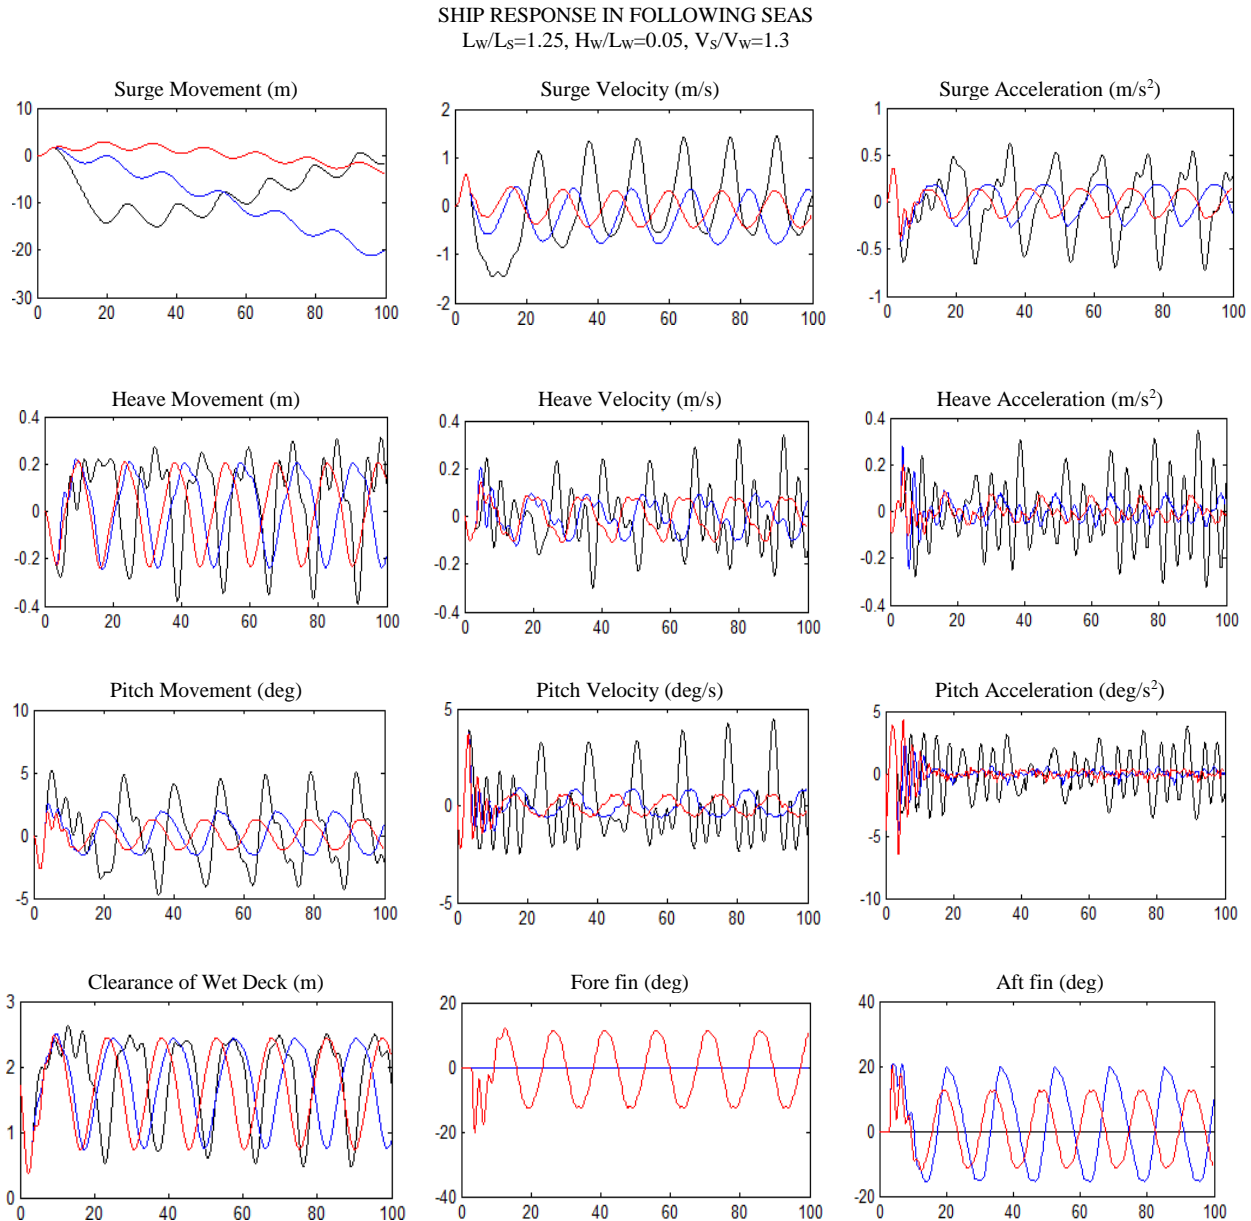 SHIP RESPONSE IN FOLLOWING SEAS
LW/LS=1.25, HW/LW=0.05, VS/VW=1.3
Surge Movement (m)
Surge Velocity (m/s)
Surge Acceleration (m/s²)
10
0
-10
-20
-30
0 20 40 60 80 100
2
1
0
-1
-2
0 20 40 60 80 100
1
0.5
0
-0.5
-1
0 20 40 60 80 100
Heave Movement (m)
Heave Velocity (m/s)
Heave Acceleration (m/s²)
0.4
0.2
0
-0.2
-0.4
0 20 40 60 80 100
0.4
0.2
0
-0.2
-0.4
0 20 40 60 80 100
0.4
0.2
0
-0.2
-0.4
0 20 40 60 80 100
Pitch Movement (deg)
Pitch Velocity (deg/s)
Pitch Acceleration (deg/s²)
10
5
0
-5
0 20 40 60 80 100
5
0
-5
0 20 40 60 80 100
5
0
-5
-10
0 20 40 60 80 100
Clearance of Wet Deck (m)
Fore fin (deg)
Aft fin (deg)
3
2
1
0
0 20 40 60 80 100
20
0
-20
-40
0 20 40 60 80 100
40
20
0
-20
0 20 40 60 80 100